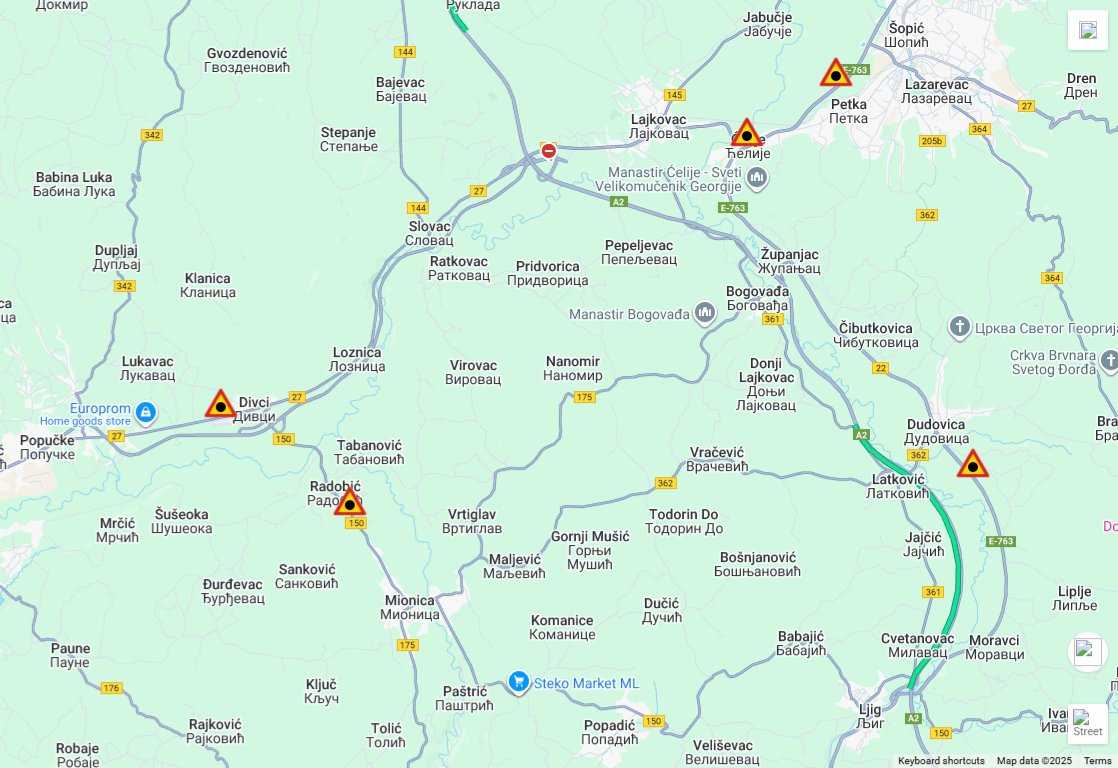 Докмир
Руклада
Jabučje
Јабучје
Šopić
Шопић
Gvozdenović
Гвозденовић
144
E-763
Bajevac
Бајевац
145
Petka
Петка
Lazarevac
Лазаревац
Dren
Дрен
27
Stepanje
Степање
342
Lajkovac
Лајковац
Ћелије
205b
364
Babina Luka
Бабина Лука
27
Manastir Ćelije - Sveti
Velikomučenik Georgije
A2
E-763
144
362
Slovac
Словац
Dupljaj
Дупљај
Klanica
Кланица
Ratkovac
Ратковац
Pridvorica
Придворица
Pepeljevac
Пепељевац
Županjac
Жупањац
364
342
Bogovađa
Боговађа
Manastir Bogovađa
361
Čibutkovica
Чибутковица
Црква Светог Георгија
Crkva Brvnara
Svetog Đorđa
Lukavac
Лукавац
Loznica
Лозница
Virovac
Вировац
Nanomir
Наномир
Donji
Lajkovac
Доњи
Лајковац
22
175
27
Europrom
Home goods store
Divci
Дивци
27
150
Popučke
Попучке
Tabanović
Табановић
A2
Dudovica
Дудовица
362
Vračević
Врачевић
362
Latković
Латковић
Radobić
150
Mrčić
Мрчић
Šušeoka
Шушеока
Vrtiglav
Вртиглав
Todorin Do
Тодорин До
Gornji Mušić
Горњи
Мушић
Jajčić
Јајчић
E-763
Maljević
Маљевић
Bošnjanović
Бошњановић
Sanković
Санковић
Đurđevac
Ђурђевац
Mionica
Мионица
361
Liplje
Липље
Dučić
Дучић
Komanice
Команице
Babajić
Бабајић
Cvetanovac
Милавац
Moravci
Моравци
Paune
Пауне
175
176
Ključ
Кључ
Paštrić
Паштрић
Steko Market ML
Ljig
Љиг
A2
150
Rajković
Рајковић
Tolić
Толић
Popadić
Попадић
150
Veliševac
Велишевац
Robaje
Робаје
Street
Keyboard shortcuts
Map data ©2025
Terms